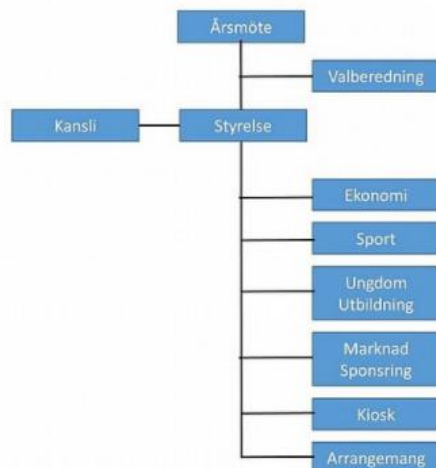 Årsmöte
Valberedning
Kansli
Styrelse
Ekonomi
Sport
Ungdom
Utbildning
Marknad
Sponsring
Kiosk
Arrangemang